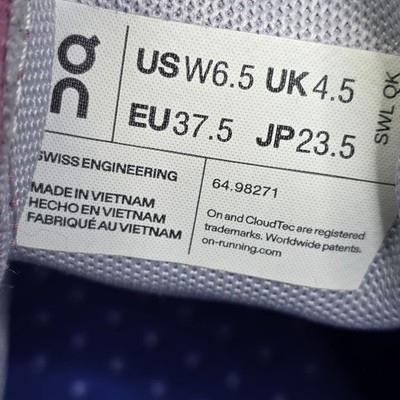 on
US W6.5 UK 4.5
EU 37.5 JP 23.5
SWL QK
SWISS ENGINEERING
MADE IN VIETNAM
HECHO EN VIETNAM
FABRIQUÉ AU VIETNAM
64.98271
On and CloudTec are registered
trademarks. Worldwide patents.
on-running.com